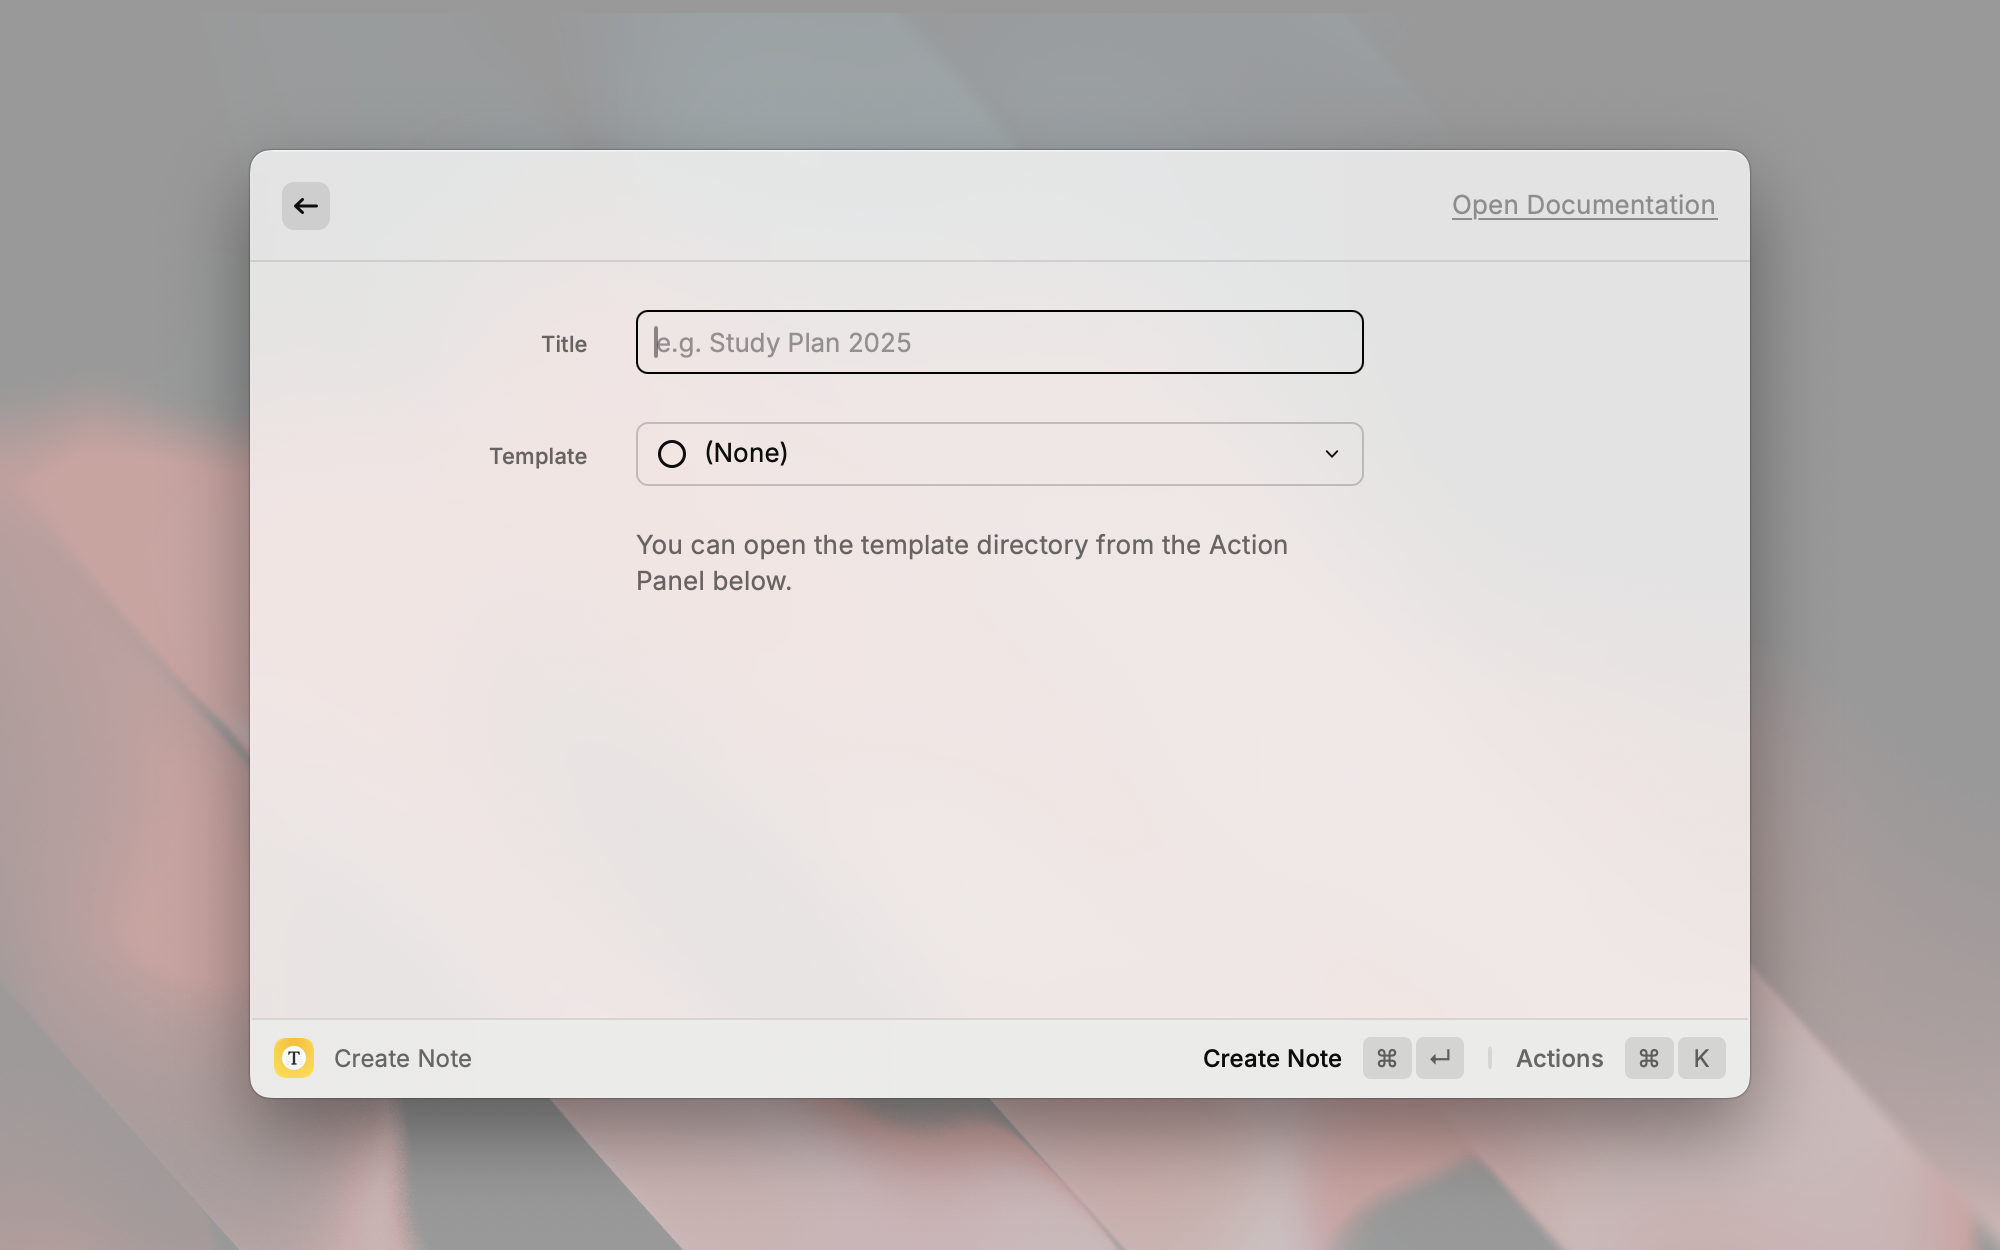 Open Documentation
Title
e.g. Study Plan 2025
Template
(None)
You can open the template directory from the Action
Panel below.
T
Create Note
Create Note ⌘ ↵ Actions ⌘ K